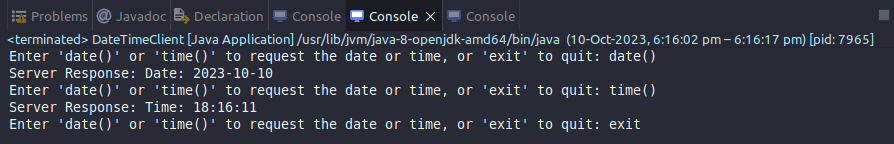 Problems @ Javadoc Declaration Console Console Console
<terminated> DateTimeClient [Java Application] /usr/lib/jvm/java-8-openjdk-amd64/bin/java (10-Oct-2023, 6:16:02 pm – 6:16:17 pm) [pid: 7965]
Enter 'date()' or 'time()' to request the date or time, or 'exit' to quit: date()
Server Response: Date: 2023-10-10
Enter 'date()' or 'time()' to request the date or time, or 'exit' to quit: time()
Server Response: Time: 18:16:11
Enter 'date()' or 'time()' to request the date or time, or 'exit' to quit: exit